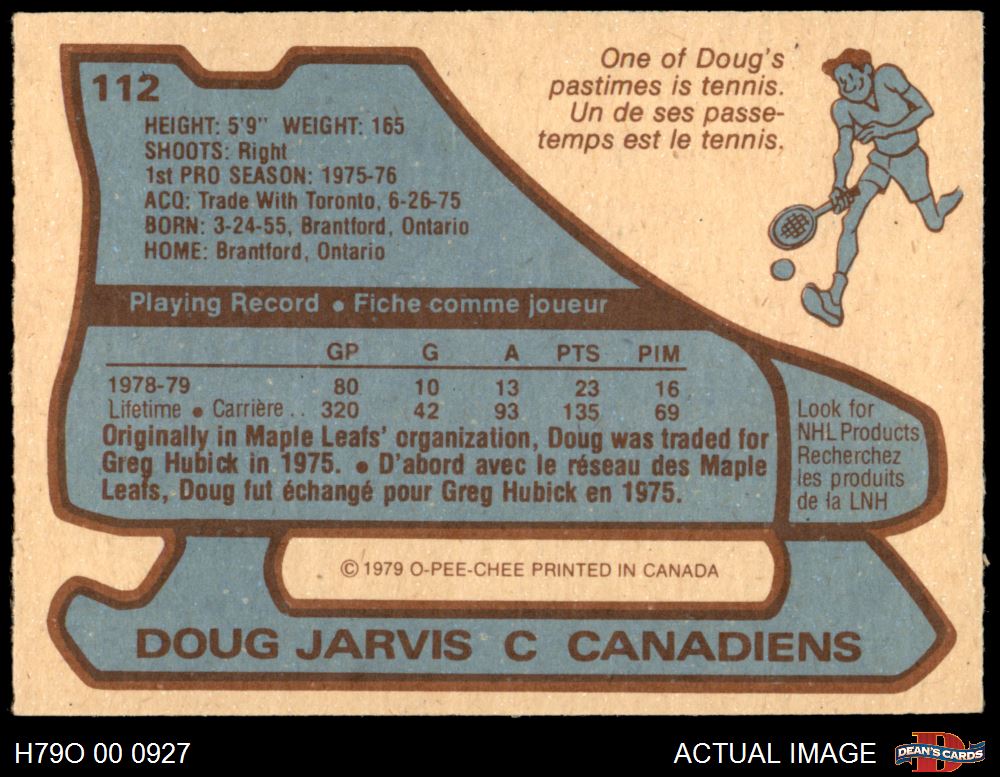 112
One of Doug's
pastimes is tennis.
Un de ses passe-
temps est le tennis.
HEIGHT: 5'9" WEIGHT: 165
SHOOTS: Right
1st PRO SEASON: 1975-76
ACQ: Trade With Toronto, 6-26-75
BORN: 3-24-55, Brantford, Ontario
HOME: Brantford, Ontario
Playing Record • Fiche comme joueur
GP G A PTS PIM
1978-79 80 10 13 23 16
Lifetime • Carrière .. 320 42 93 135 69
Originally in Maple Leafs' organization, Doug was traded for
Greg Hubick in 1975. • D'abord avec le réseau des Maple
Leafs, Doug fut échangé pour Greg Hubick en 1975.
Look for
NHL Products
Recherchez
les produits
de la LNH
© 1979 O-PEE-CHEE PRINTED IN CANADA
DOUG JARVIS C CANADIENS
H79O 00 0927
ACTUAL IMAGE
D
DEAN'S CARDS